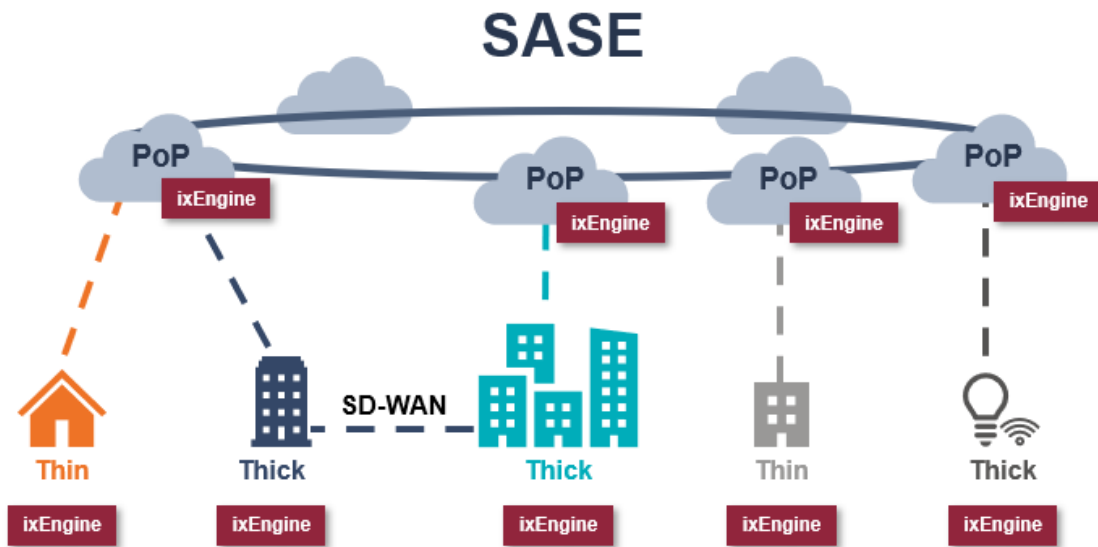 SASE
PoP
ixEngine
PoP
ixEngine
PoP
ixEngine
PoP
ixEngine
SD-WAN
Thin
Thick
Thick
Thin
Thick
ixEngine
ixEngine
ixEngine
ixEngine
ixEngine